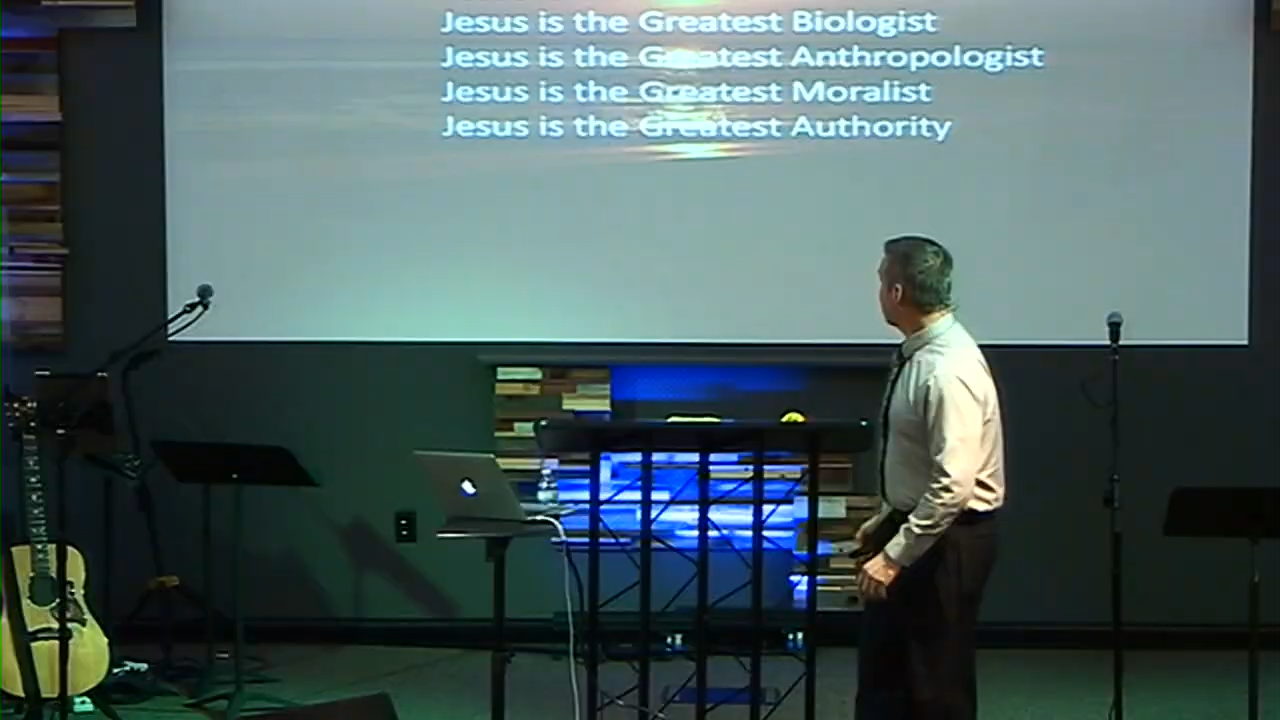 Jesus is the Greatest Biologist
Jesus is the Greatest Anthropologist
Jesus is the Greatest Moralist
Jesus is the Greatest Authority